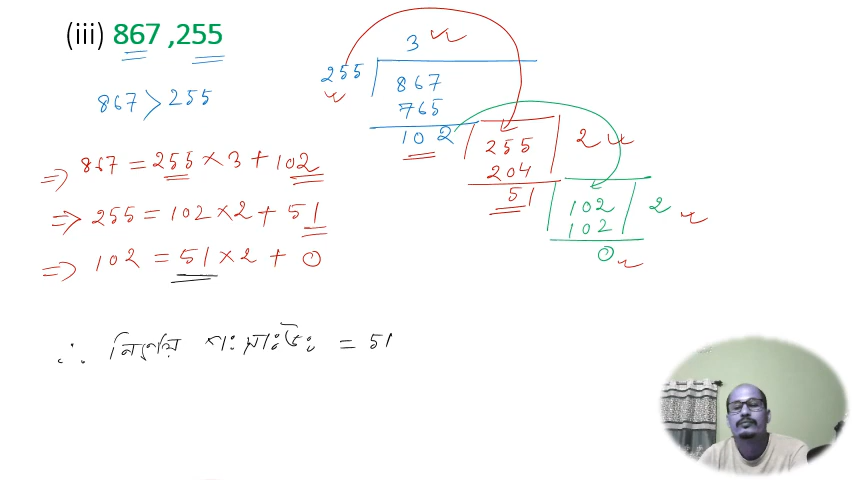 (iii) 867 ,255
867 > 255
⇒ 867 = 255 × 3 + 102
⇒ 255 = 102 × 2 + 51
⇒ 102 = 51 × 2 + 0
∴ নির্ণেয় = 51
3
255 867
765
102 255 2
204
51 102 2
102
0